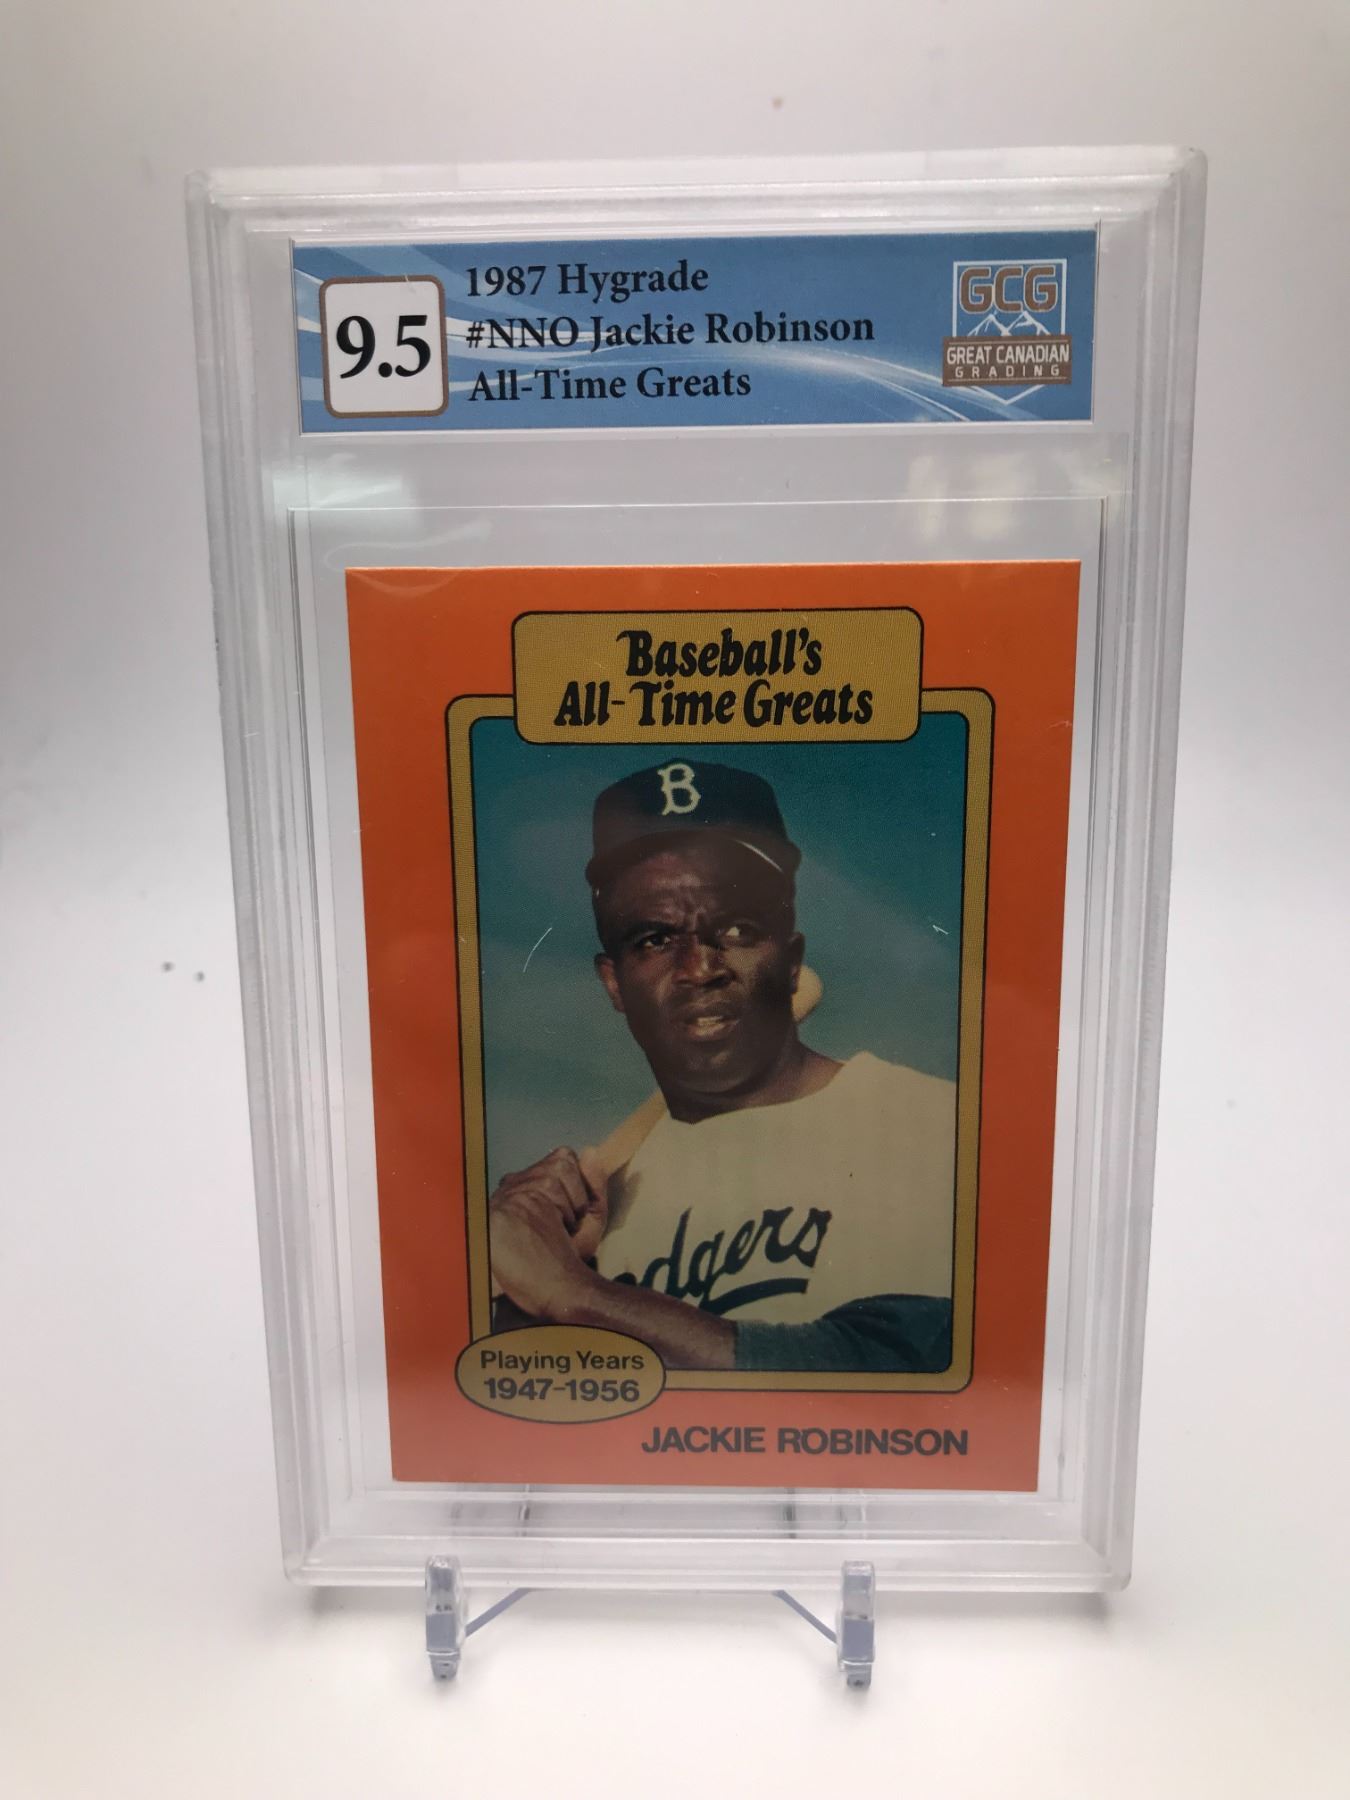 9.5
1987 Hygrade
#NNO Jackie Robinson
All-Time Greats
GCG
GREAT CANADIAN
GRADING
Baseball's
All-Time Greats
B
Dodgers
Playing Years
1947-1956
JACKIE ROBINSON